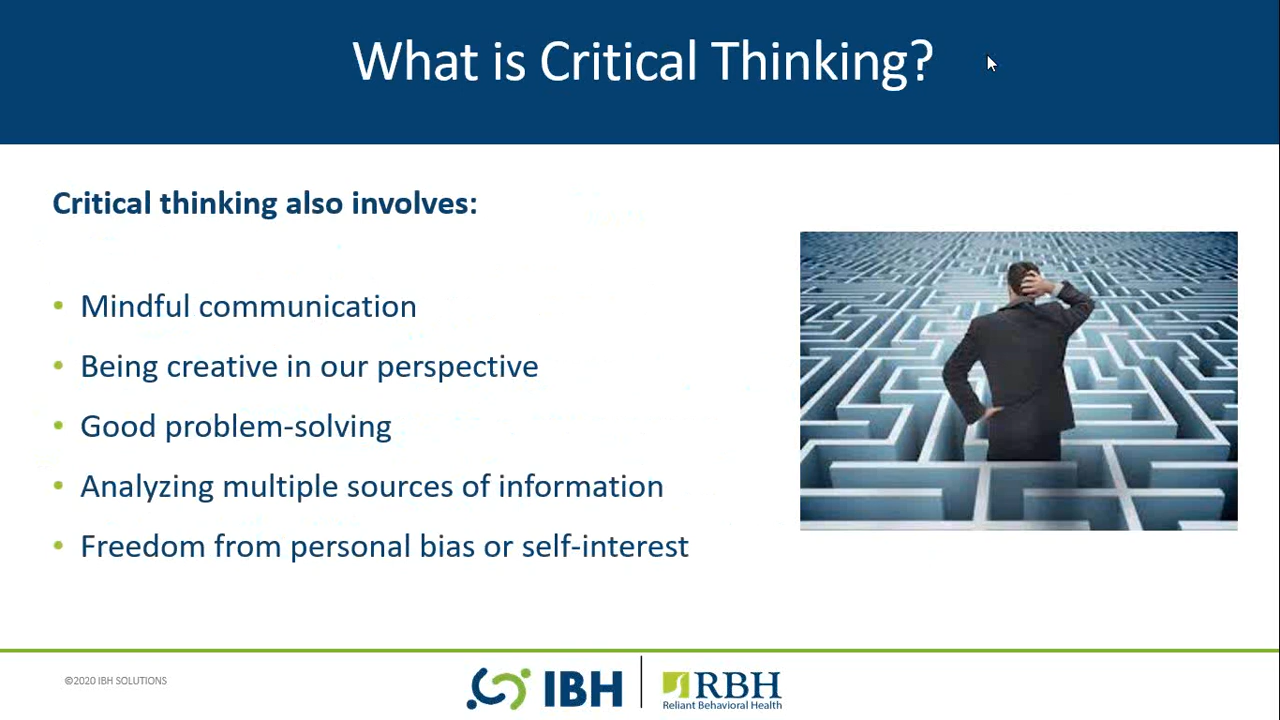 What is Critical Thinking?
Critical thinking also involves:
• Mindful communication
• Being creative in our perspective
• Good problem-solving
• Analyzing multiple sources of information
• Freedom from personal bias or self-interest
©2020 IBH SOLUTIONS
IBH
RBH
Reliant Behavioral Health